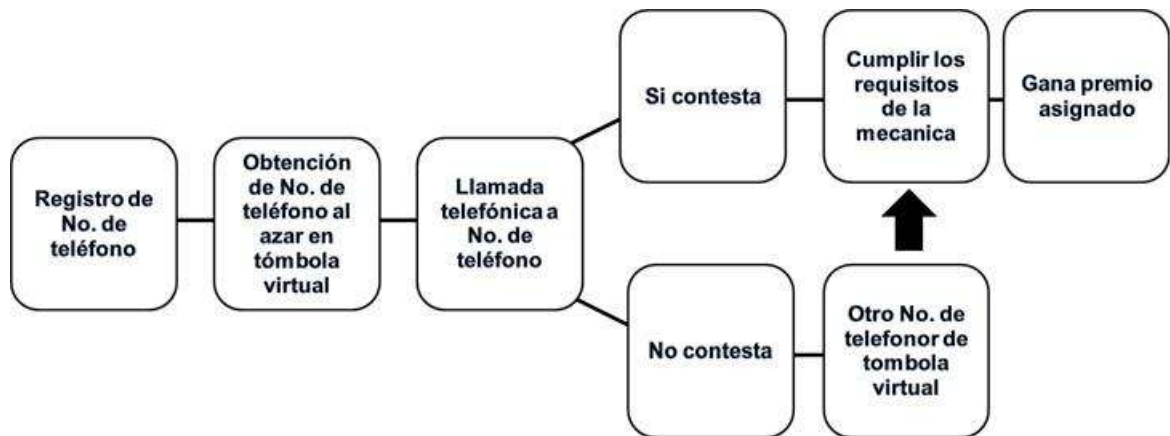 Registro de
No. de
teléfono
Obtención
de No. de
teléfono al
azar en
tómbola
virtual
Llamada
telefónica a
No. de
teléfono
Si contesta
Cumplir los
requisitos
de la
mecanica
Gana premio
asignado
No contesta
Otro No. de
telefonor de
tombola
virtual